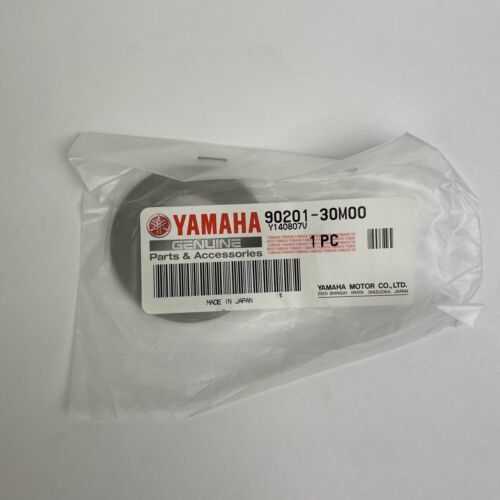 YAMAHA
GENUINE
Parts & Accessories
90201-30M00
Y140807V
1 PC
MADE IN JAPAN
YAMAHA MOTOR CO.,LTD.
2500 SHINGAI IWATA SHIZUOKA JAPAN